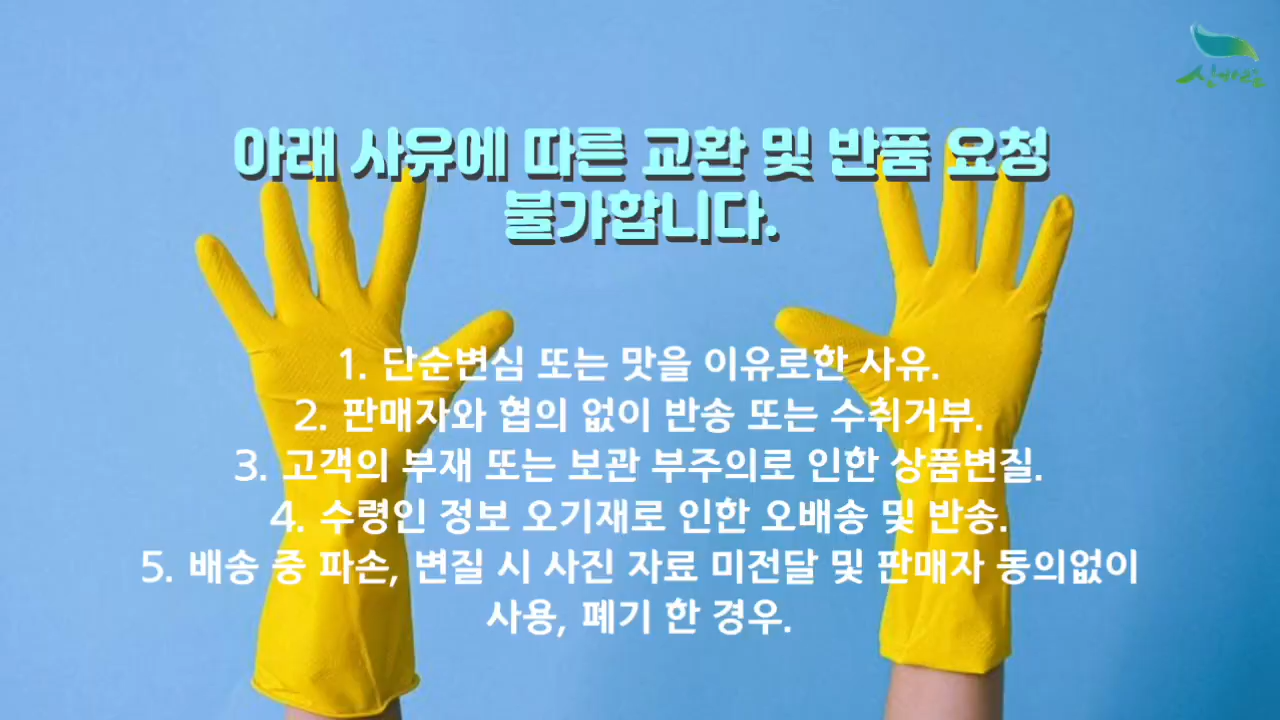 아래 사유에 따른 교환 및 반품 요청
불가합니다.
1. 단순변심 또는 맛을 이유로한 사유.
2. 판매자와 협의 없이 반송 또는 수취거부.
3. 고객의 부재 또는 보관 부주의로 인한 상품변질.
4. 수령인 정보 오기재로 인한 오배송 및 반송.
5. 배송 중 파손, 변질 시 사진 자료 미전달 및 판매자 동의없이
사용, 폐기 한 경우.